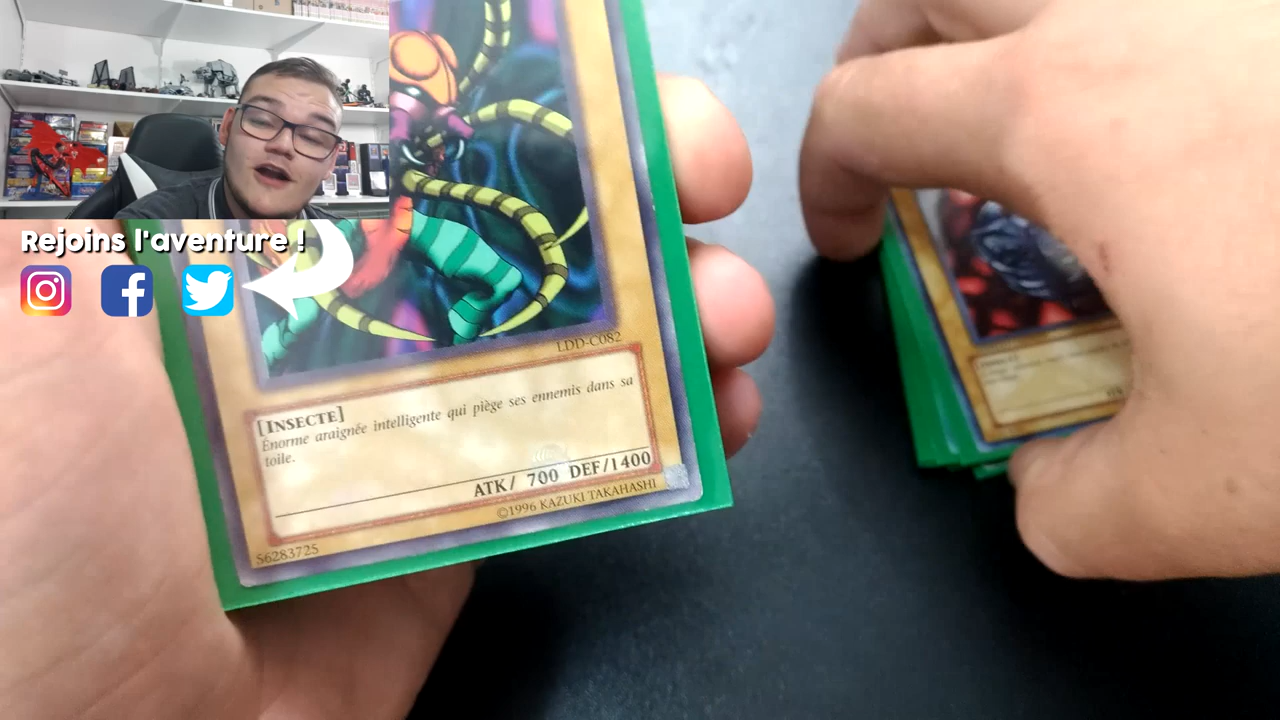 Rejoins l'aventure !
LDD-C082
[INSECTE]
Énorme araignée intelligente qui piège ses ennemis dans sa
toile.
ATK/ 700 DEF/1400
©1996 KAZUKI TAKAHASHI
56283725